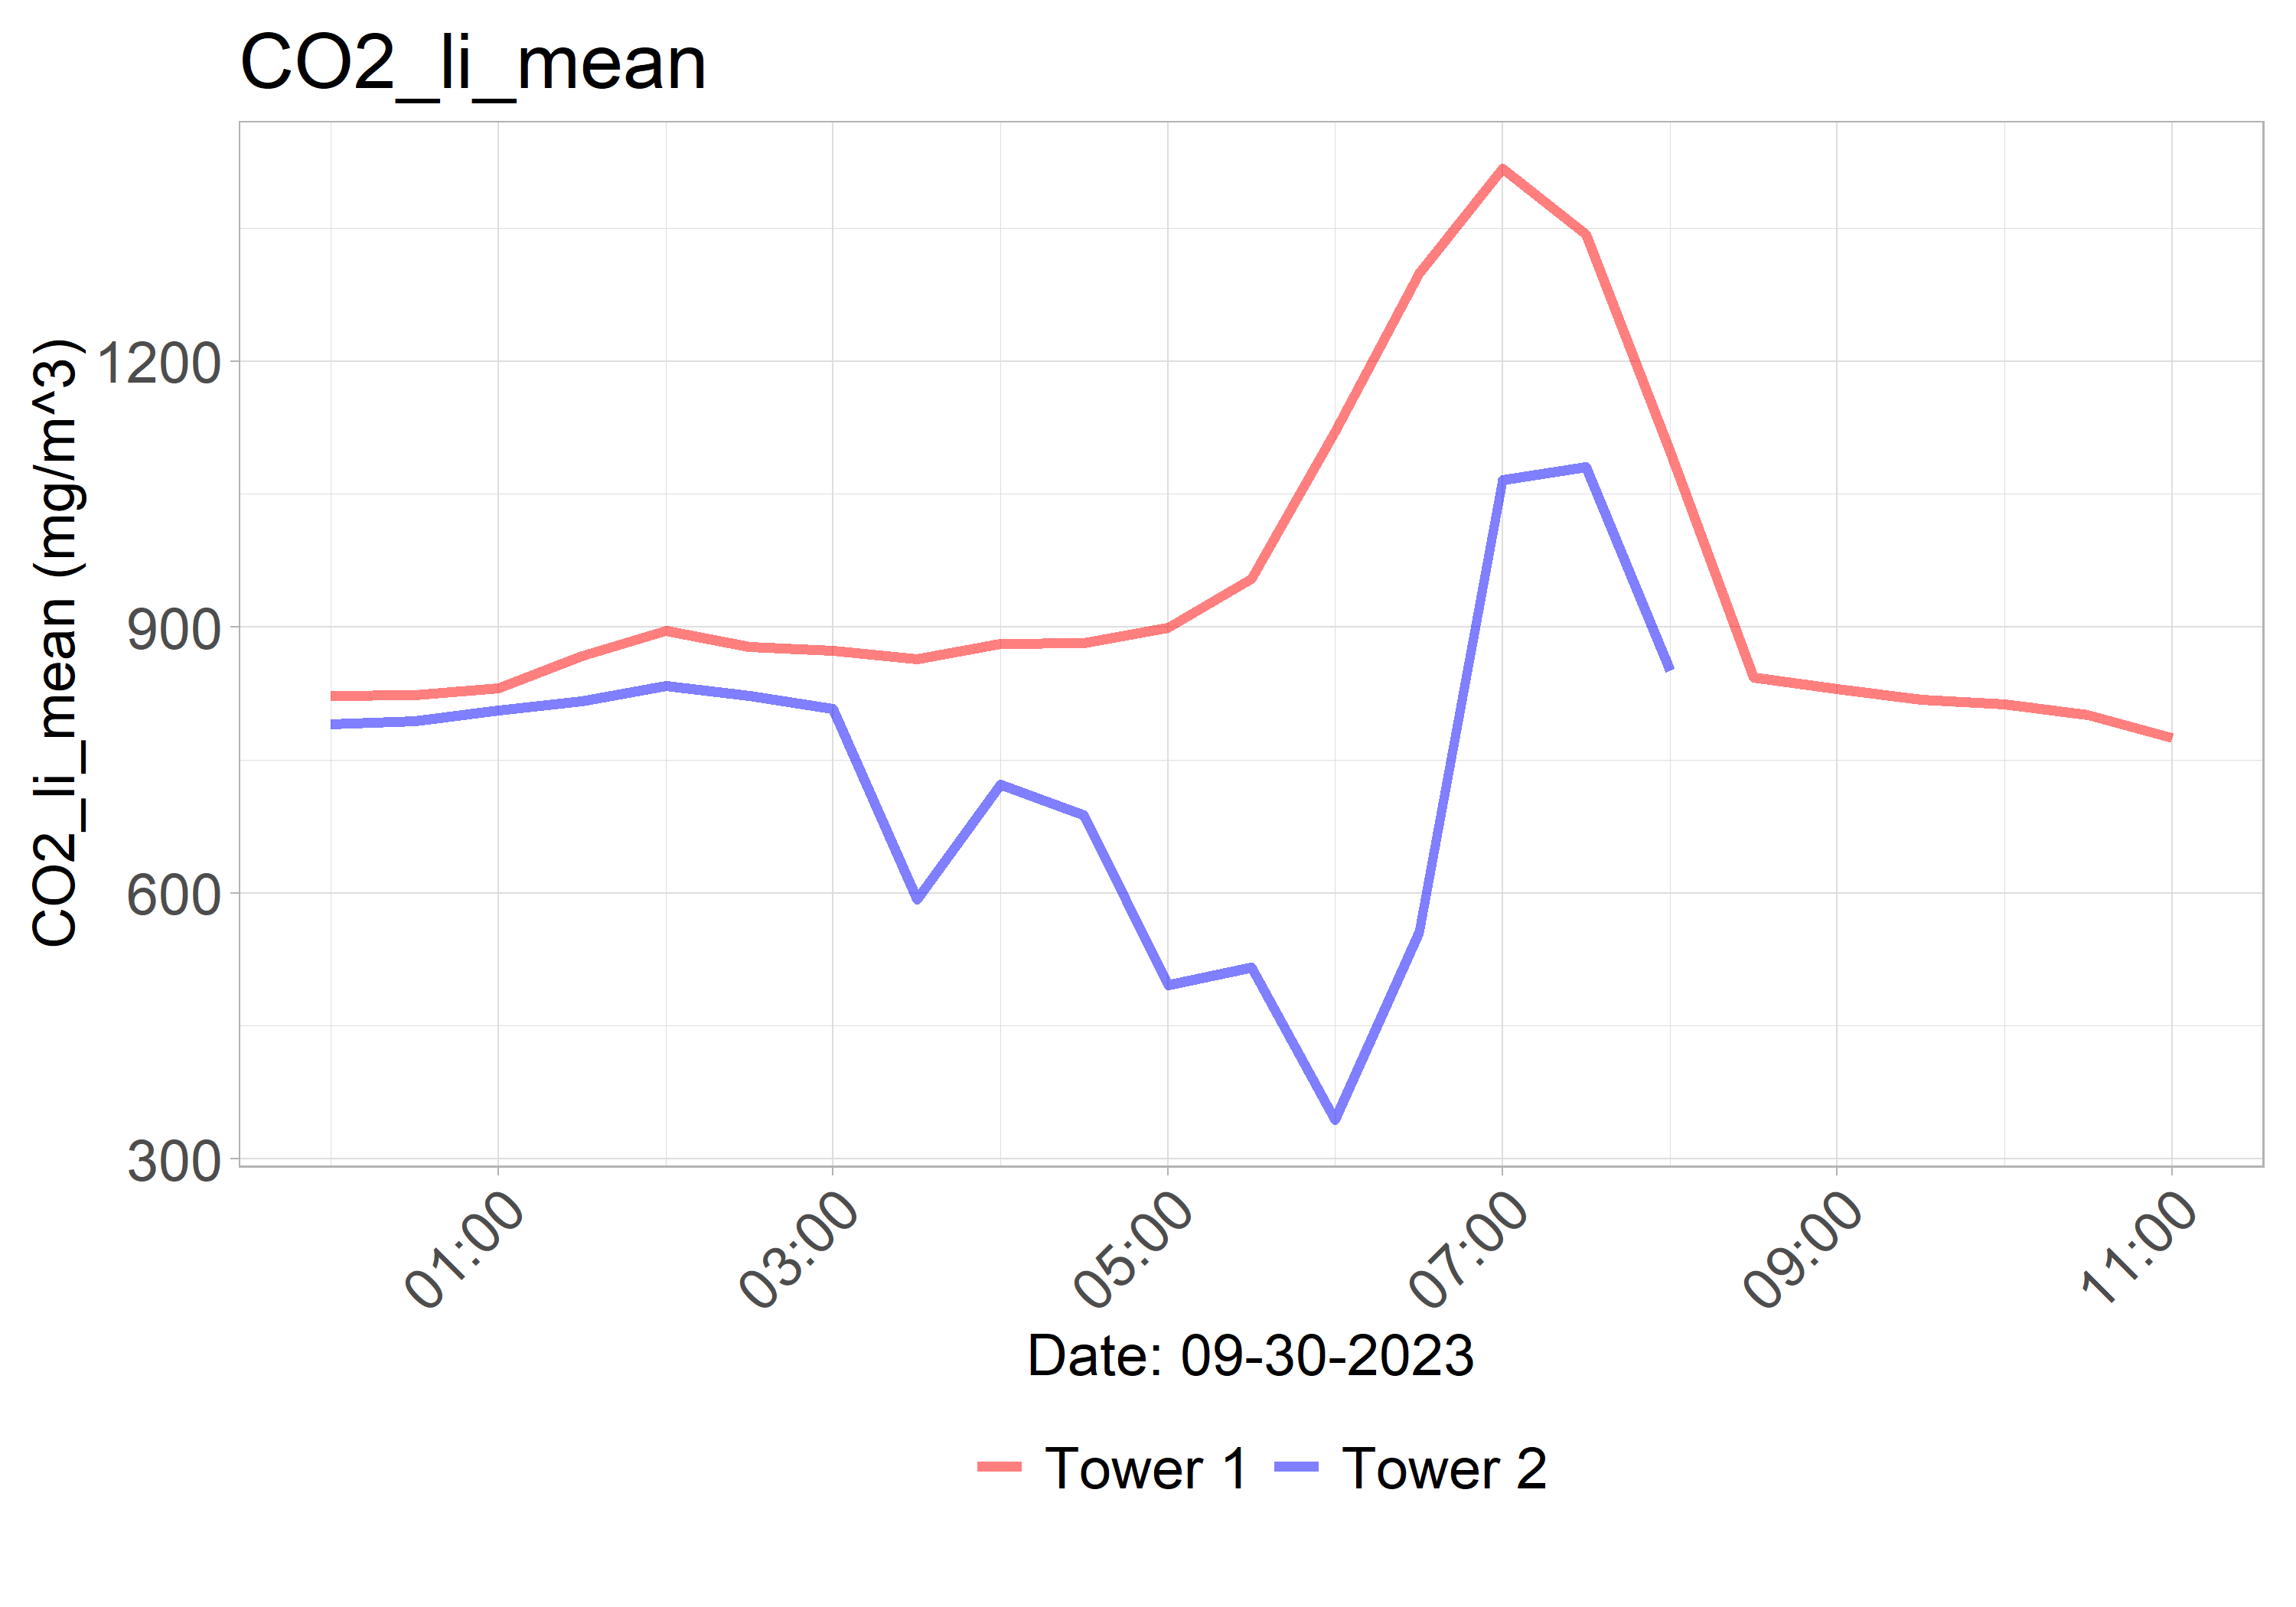 CO2_li_mean
CO2_li_mean (mg/m^3)
1200
900
600
300
01:00 03:00 05:00 07:00 09:00 11:00
Date: 09-30-2023
Tower 1 Tower 2